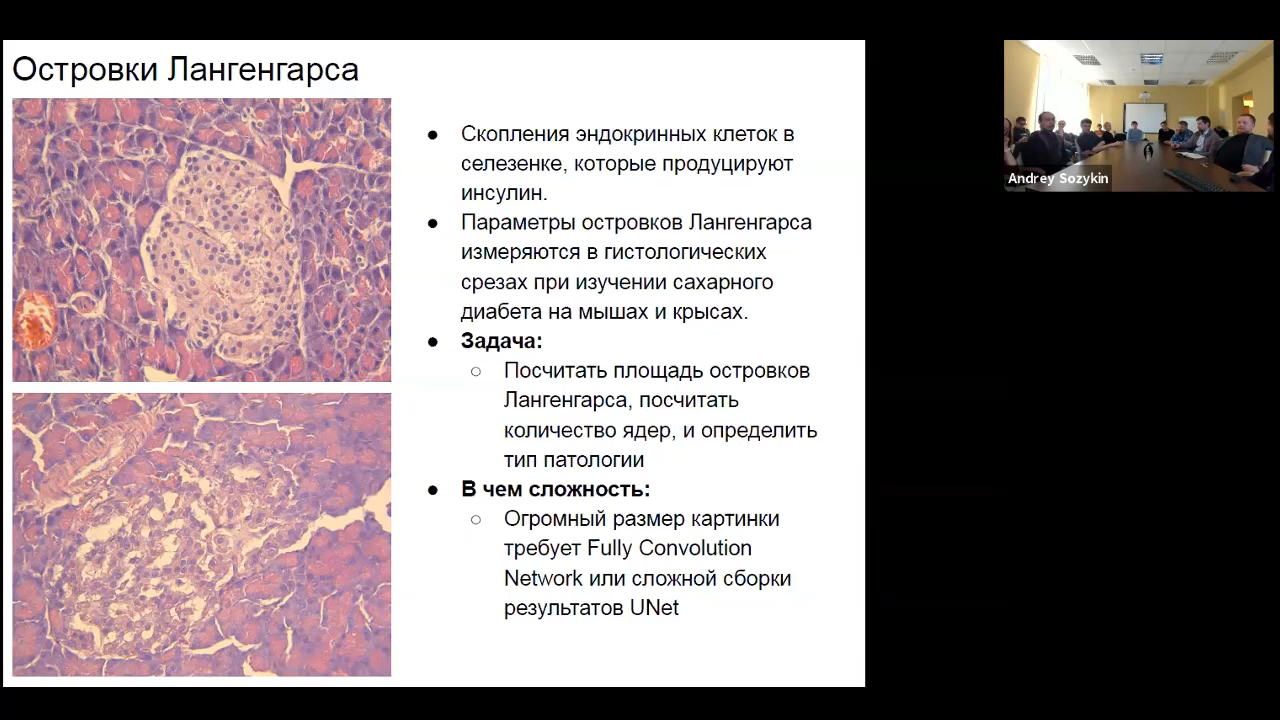 Островки Лангенгарса
● Скопления эндокринных клеток в
селезенке, которые продуцируют
инсулин.
● Параметры островков Лангенгарса
измеряются в гистологических
срезах при изучении сахарного
диабета на мышах и крысах.
● Задача:
○ Посчитать площадь островков
Лангенгарса, посчитать
количество ядер, и определить
тип патологии
● В чем сложность:
○ Огромный размер картинки
требует Fully Convolution
Network или сложной сборки
результатов UNet
Andrey Sozykin